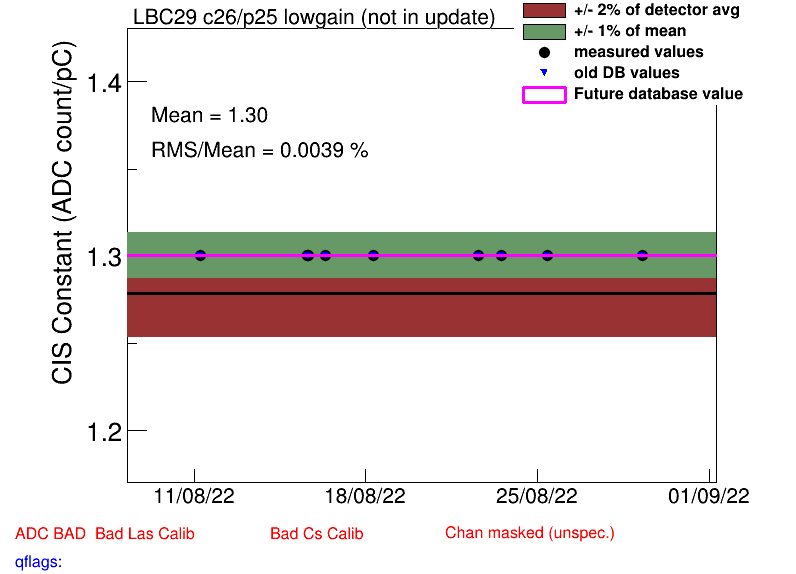 LBC29 c26/p25 lowgain (not in update)
+/- 2% of detector avg
+/- 1% of mean
measured values
old DB values
Future database value
Mean = 1.30
RMS/Mean = 0.0039 %
CIS Constant (ADC count/pC)
1.4
1.3
1.2
11/08/22 18/08/22 25/08/22 01/09/22
ADC BAD Bad Las Calib Bad Cs Calib Chan masked (unspec.)
qflags: